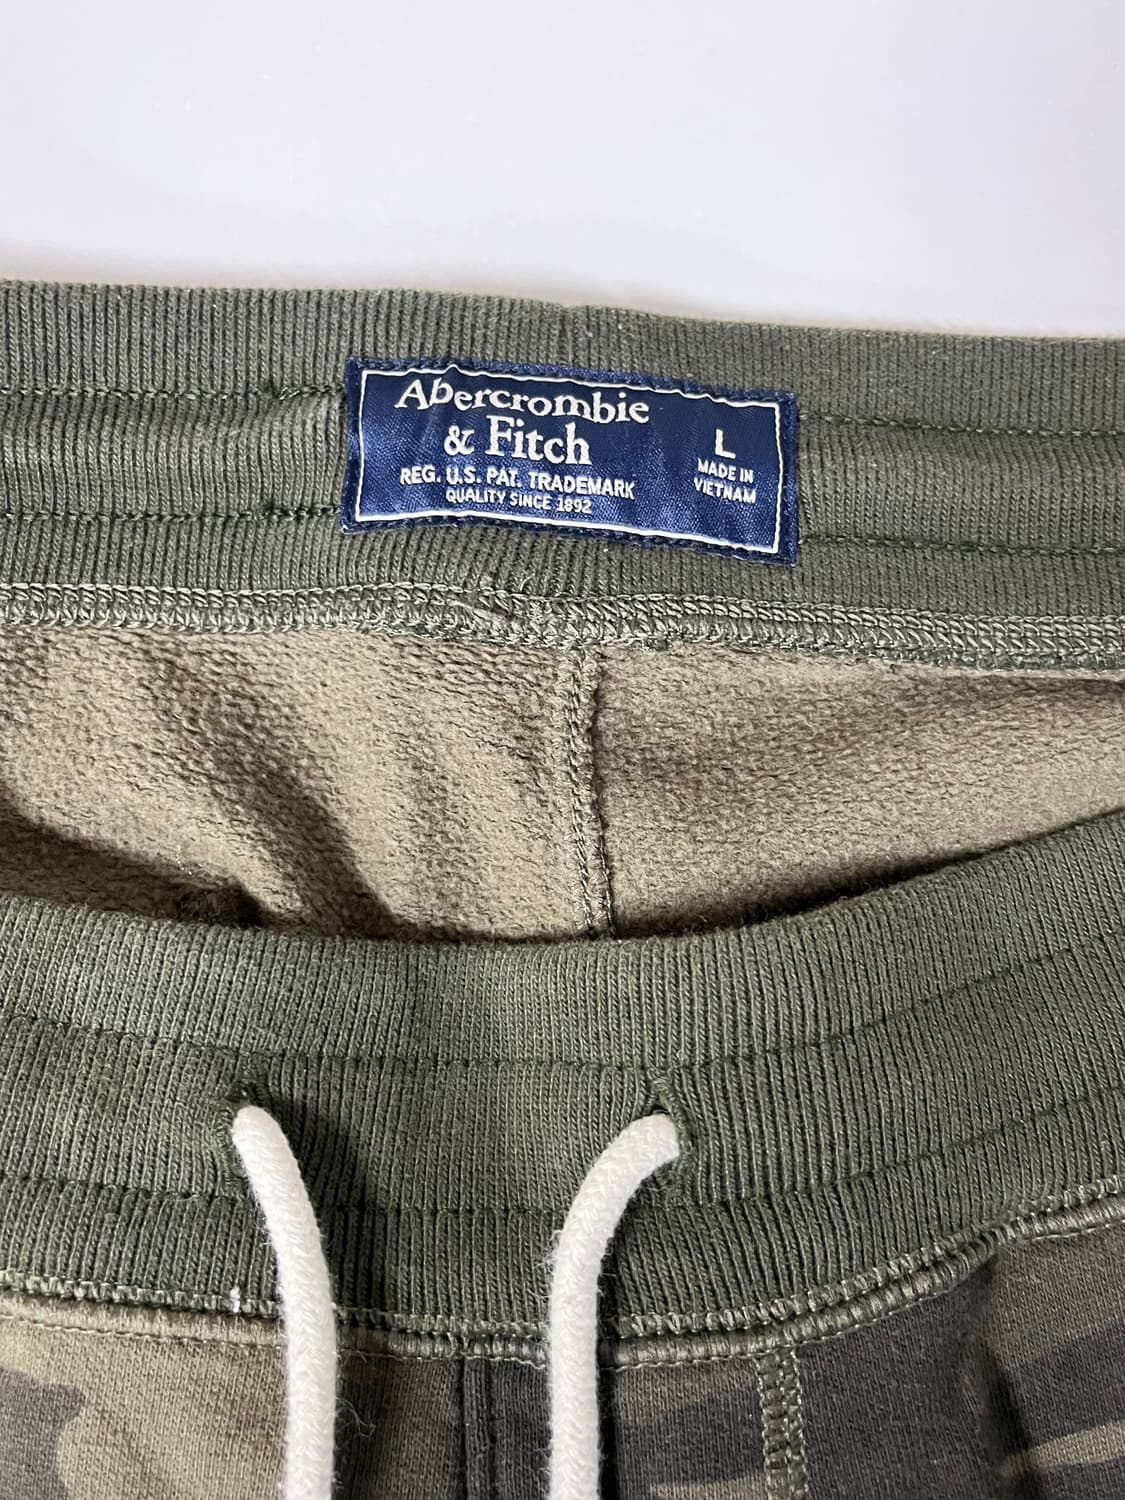 Abercrombie
& Fitch
REG. U.S. PAT. TRADEMARK
QUALITY SINCE 1892
L
MADE IN
VIETNAM